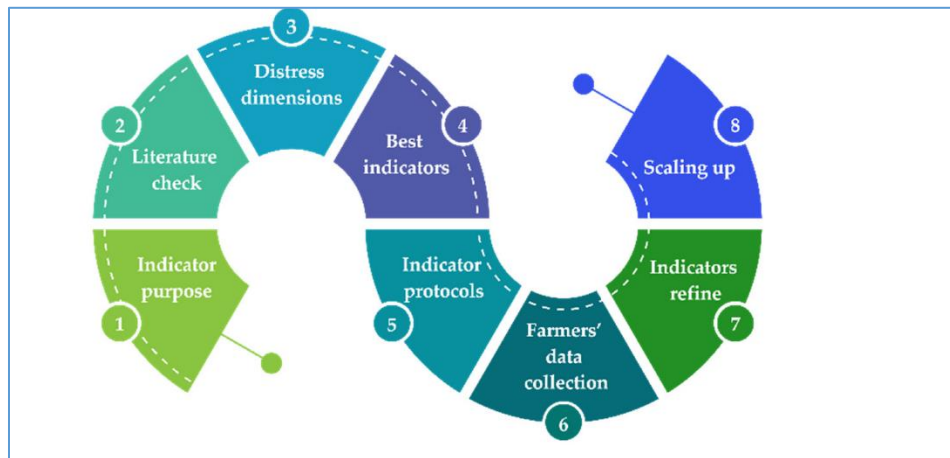 1
Indicator
purpose
2
Literature
check
3
Distress
dimensions
4
Best
indicators
5
Indicator
protocols
6
Farmers'
data
collection
7
Indicators
refine
8
Scaling up